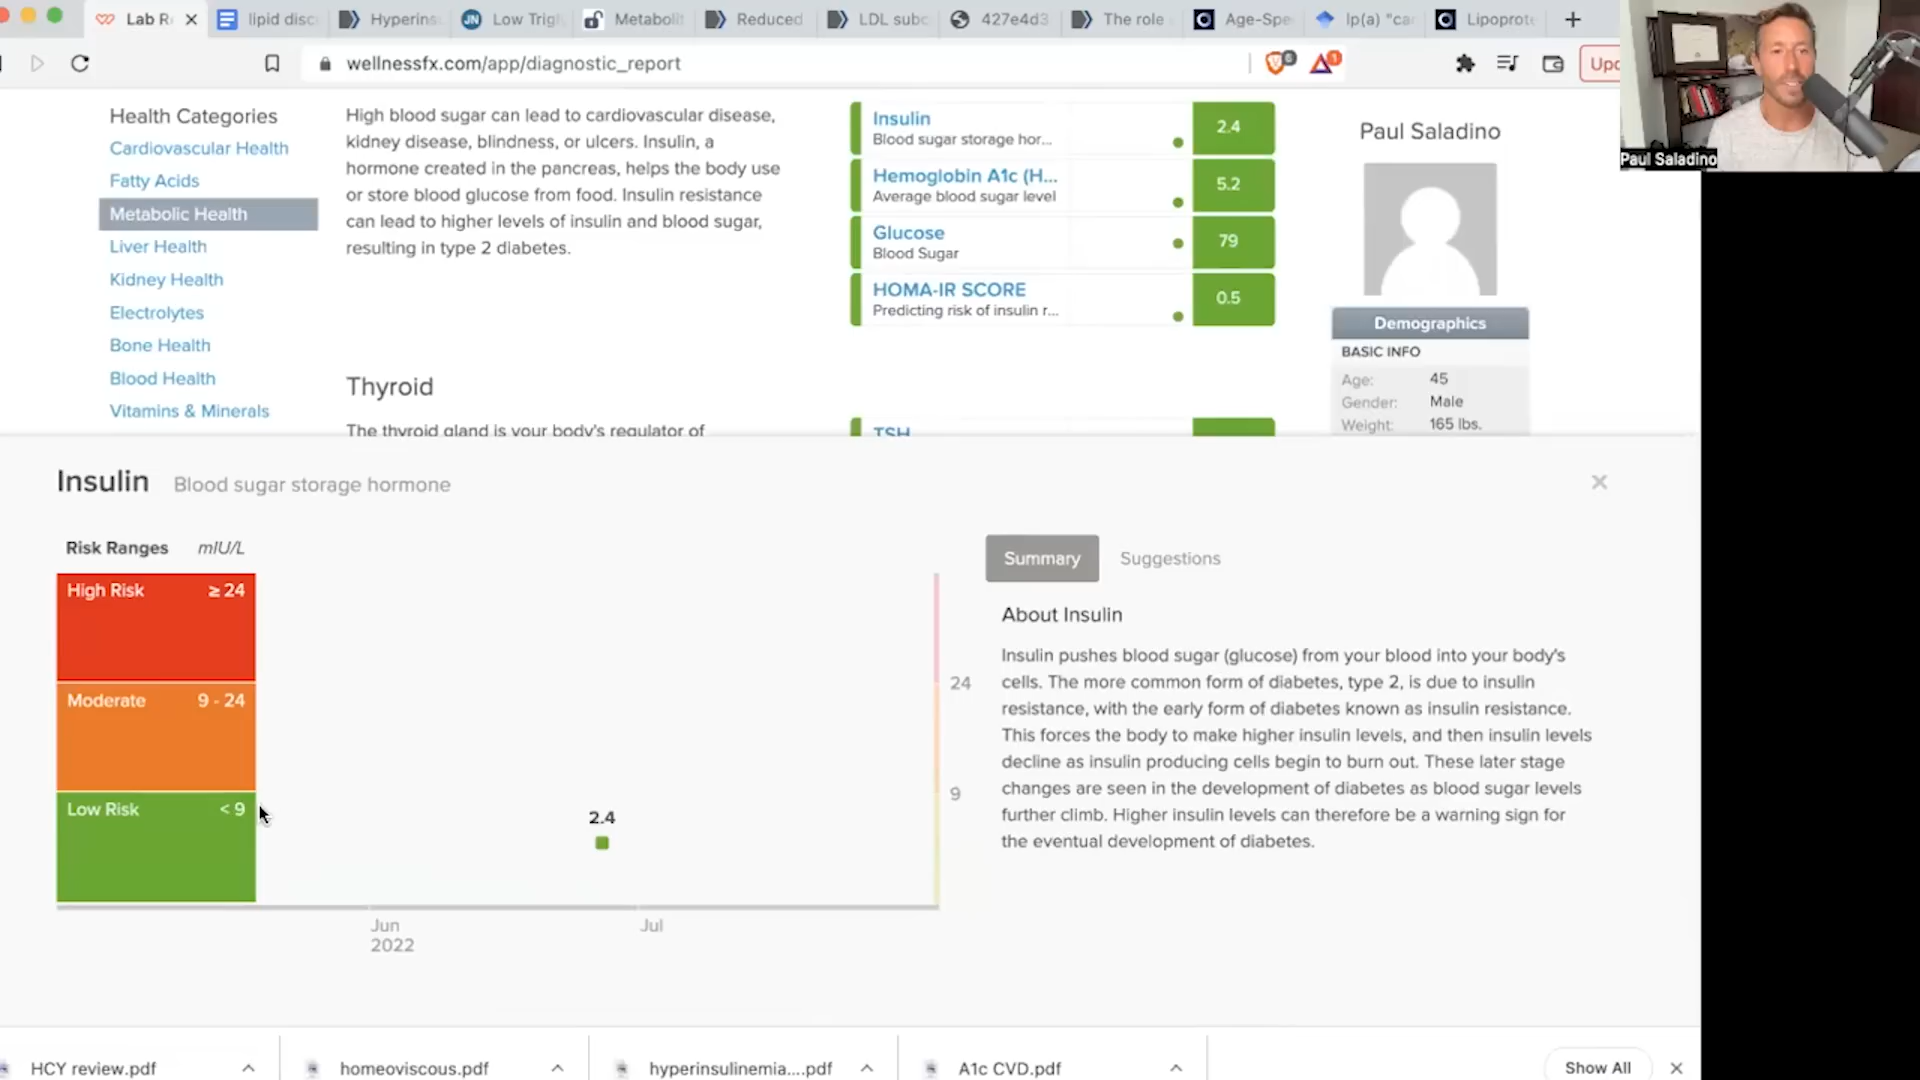 Lab R
lipid disc
Hyperins
Low Trigl
Metaboli
Reduced
LDL subc
427e4d3
The role
Age-Spe
lp(a) "ca
Lipoprote
wellnessfx.com/app/diagnostic_report
6
1
Upd
Paul Saladino
Health Categories
Cardiovascular Health
Fatty Acids
Metabolic Health
Liver Health
Kidney Health
Electrolytes
Bone Health
Blood Health
Vitamins & Minerals
High blood sugar can lead to cardiovascular disease,
kidney disease, blindness, or ulcers. Insulin, a
hormone created in the pancreas, helps the body use
or store blood glucose from food. Insulin resistance
can lead to higher levels of insulin and blood sugar,
resulting in type 2 diabetes.
Insulin
Blood sugar storage hor...
2.4
Hemoglobin A1c (H...
Average blood sugar level
5.2
Glucose
Blood Sugar
79
HOMA-IR SCORE
Predicting risk of insulin r...
0.5
Thyroid
The thyroid gland is your body's regulator of
TSH
Paul Saladino
Demographics
BASIC INFO
Age: 45
Gender: Male
Weight: 165 lbs.
Insulin Blood sugar storage hormone
Risk Ranges mIU/L
High Risk ≥ 24
Moderate 9 - 24
Low Risk < 9
2.4
24
9
Jun
2022
Jul
Summary Suggestions
About Insulin
Insulin pushes blood sugar (glucose) from your blood into your body's
cells. The more common form of diabetes, type 2, is due to insulin
resistance, with the early form of diabetes known as insulin resistance.
This forces the body to make higher insulin levels, and then insulin levels
decline as insulin producing cells begin to burn out. These later stage
changes are seen in the development of diabetes as blood sugar levels
further climb. Higher insulin levels can therefore be a warning sign for
the eventual development of diabetes.
HCY review.pdf
homeoviscous.pdf
hyperinsulinemia....pdf
A1c CVD.pdf
Show All